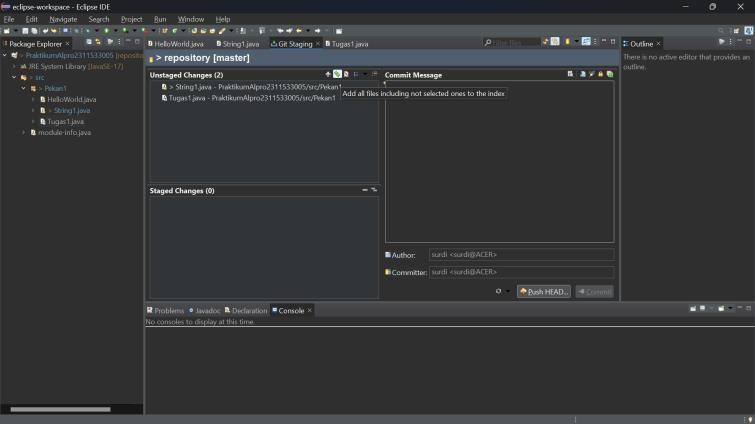 eclipse-workspace - Eclipse IDE
File Edit Navigate Search Project Run Window Help
Package Explorer ×
HelloWorld.java String1.java Git Staging × Tugas1.java
Filter files
Outline ×
> PraktikumAlpro2311533005 [reposito
JRE System Library [JavaSE-17]
> src
> Pekan1
HelloWorld.java
> String1.java
Tugas1.java
module-info.java
> repository [master]
Unstaged Changes (2)
> String1.java - PraktikumAlpro2311533005/src/Pekan1
Tugas1.java - PraktikumAlpro2311533005/src/Pekan1
Add all files including not selected ones to the index
Staged Changes (0)
Commit Message
Author: surdi <surdi@ACER>
Committer: surdi <surdi@ACER>
Push HEAD... Commit
There is no active editor that provides an
outline.
Problems Javadoc Declaration Console ×
No consoles to display at this time.